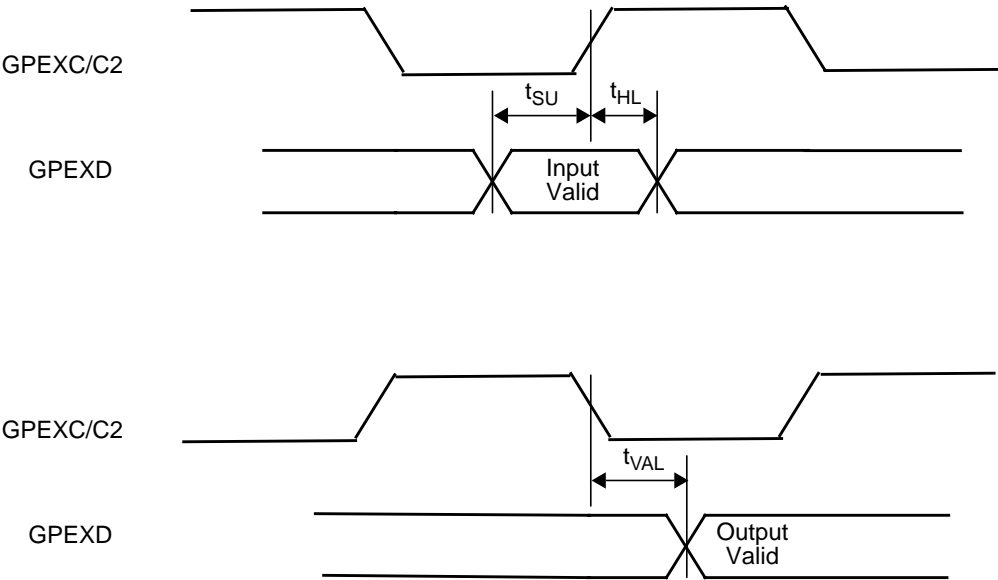 GPEXC/C2
tSU
tHL
GPEXD
Input
Valid
GPEXC/C2
tVAL
GPEXD
Output
Valid